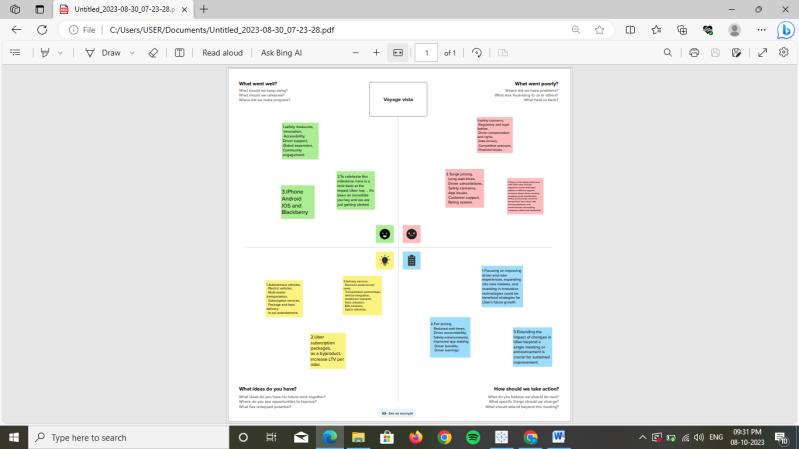 Untitled_2023-08-30_07-23-28.p
File
C:/Users/USER/Documents/Untitled_2023-08-30_07-23-28.pdf
Draw
Read aloud
Ask Bing AI
1
of 1
What went well?
What should we keep doing?
What should we celebrate?
Where did we make progress?
Voyage vista
What went poorly?
Where did we have problems?
What was frustrating to us or others?
What held us back?
1.safety measures,
Innovation,
Accessibility,
Driver support,
Global expansion,
Community
engagement.
2.To celebrate this
milestone, here is a
look back at the
impact Uber has ... it's
been an incredible
journey and we are
just getting started
3.iPhone
Android
iOS and
Blackberry
1.safety concerns,
Regulatory and legal
battles,
Driver compensation
and rights,
Data privacy,
Competitive pressure,
Financial losses
2.Surge pricing,
Long wait times,
Driver cancellations,
Safety concerns,
App issues,
Customer support,
Rating system.
1.Autonomous vehicles,
Electric vehicles,
Multi-modal
transportation,
Subscription services,
Package and food
delivery,
In-car entertainment.
2.Uber
subscription
packages,
as a byproduct,
increase LTV per
rider.
1.Focusing on improving
driver and rider
experiences, expanding
into new markets, and
investing in innovative
technologies could be
beneficial strategies for
Uber's future growth.
2.Fair pricing,
Reduced wait times,
Driver accountability,
Safety enhancements,
Improved app stability,
Driver benefits,
Driver earnings.
3.Extending the
impact of changes in
Uber beyond a
single meeting or
announcement is
crucial for sustained
improvement.
What ideas do you have?
What ideas do you have for future work together?
Where do you see opportunities to improve?
What has untapped potential?
How should we take action?
What do you believe we should do next?
What specific things should we change?
What should extend beyond this meeting?
See an example
Type here to search
ENG
09:31 PM
08-10-2023
10